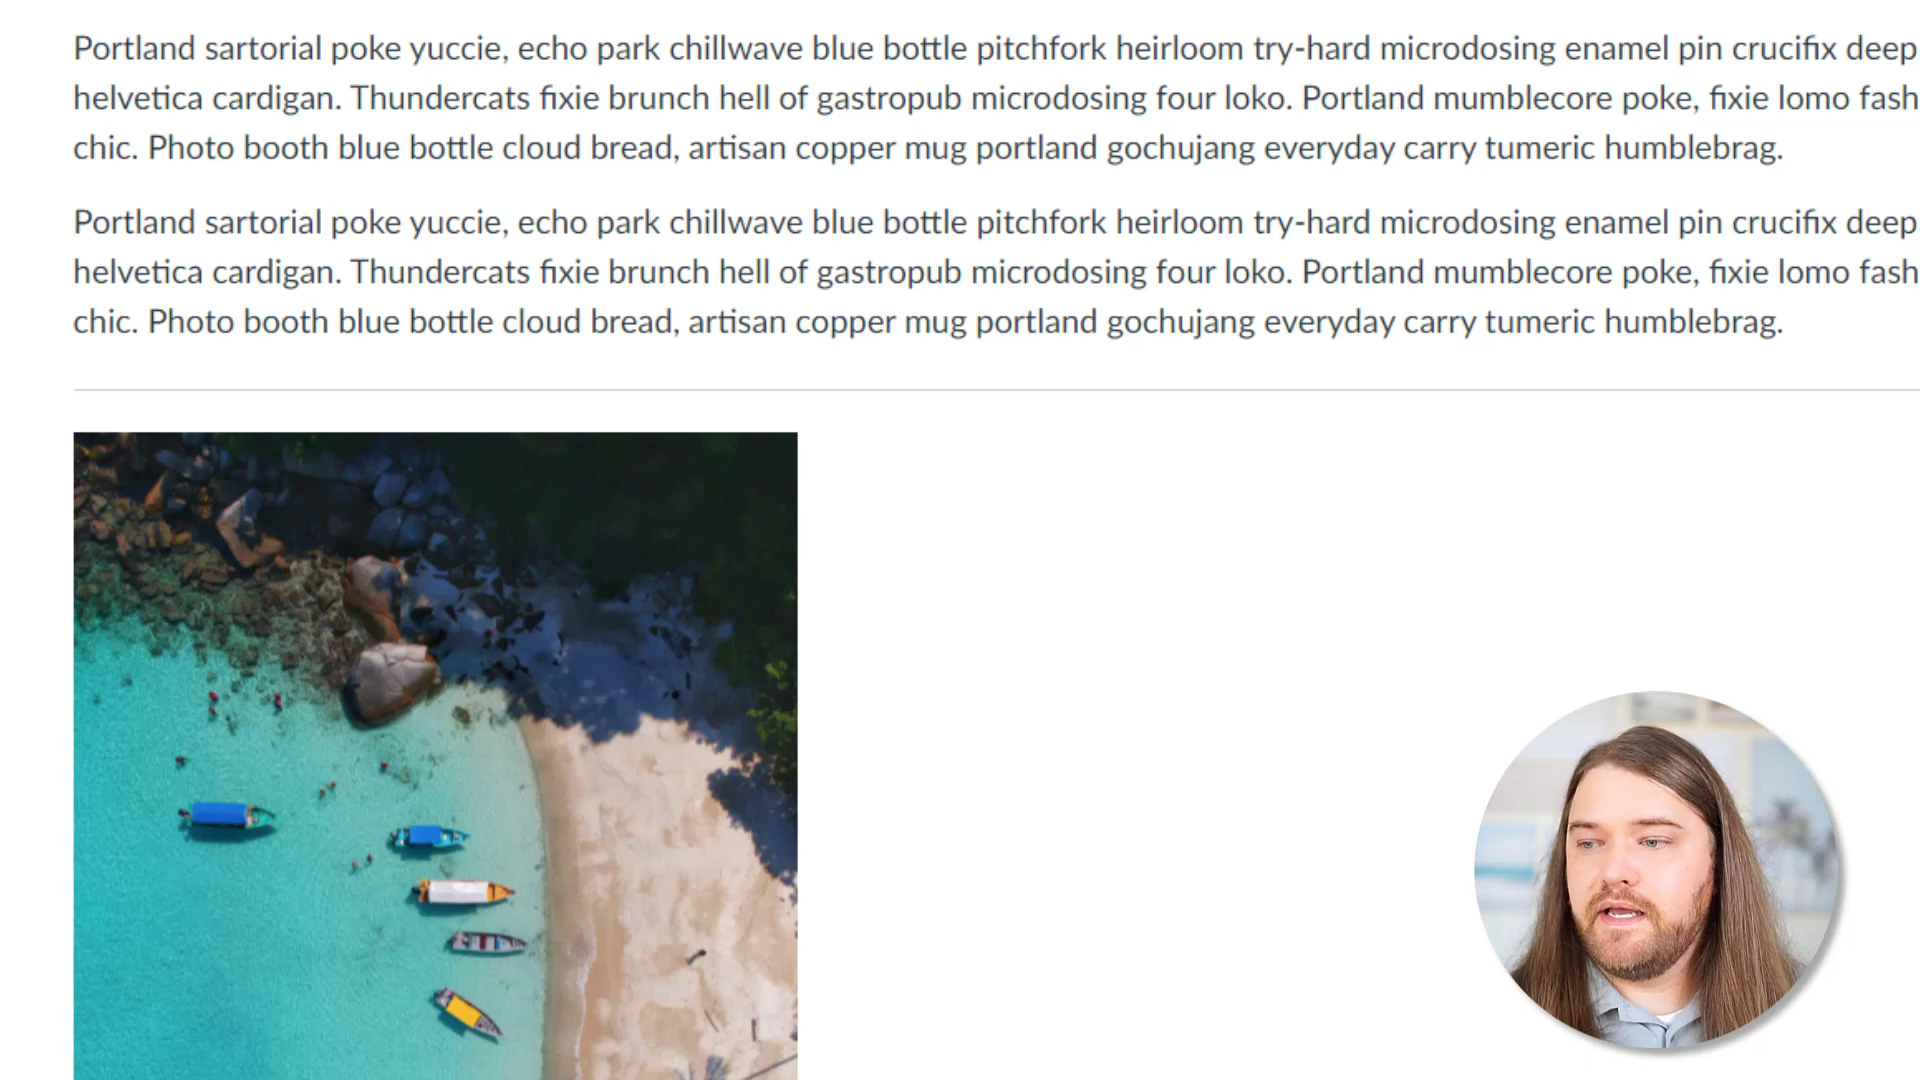 Portland sartorial poke yuccie, echo park chillwave blue bottle pitchfork heirloom try-hard microdosing enamel pin crucifix deep
helvetica cardigan. Thundercats fixie brunch hell of gastropub microdosing four loko. Portland mumblecore poke, fixie lomo fash
chic. Photo booth blue bottle cloud bread, artisan copper mug portland gochujang everyday carry tumeric humblebrag.
Portland sartorial poke yuccie, echo park chillwave blue bottle pitchfork heirloom try-hard microdosing enamel pin crucifix deep
helvetica cardigan. Thundercats fixie brunch hell of gastropub microdosing four loko. Portland mumblecore poke, fixie lomo fash
chic. Photo booth blue bottle cloud bread, artisan copper mug portland gochujang everyday carry tumeric humblebrag.